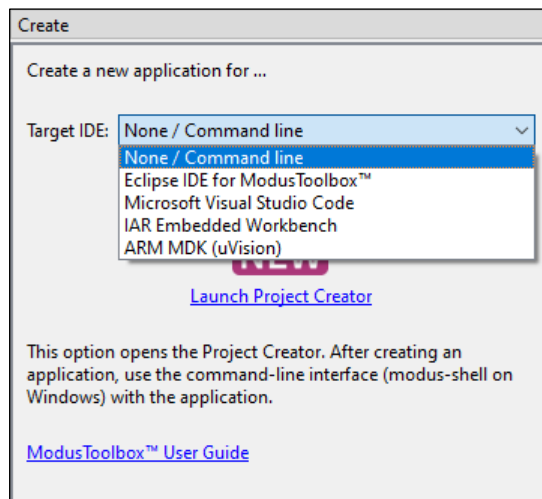 Create
Create a new application for ...
Target IDE: None / Command line
None / Command line
Eclipse IDE for ModusToolbox™
Microsoft Visual Studio Code
IAR Embedded Workbench
ARM MDK (uVision)
NEW
Launch Project Creator
This option opens the Project Creator. After creating an
application, use the command-line interface (modus-shell on
Windows) with the application.
ModusToolbox™ User Guide